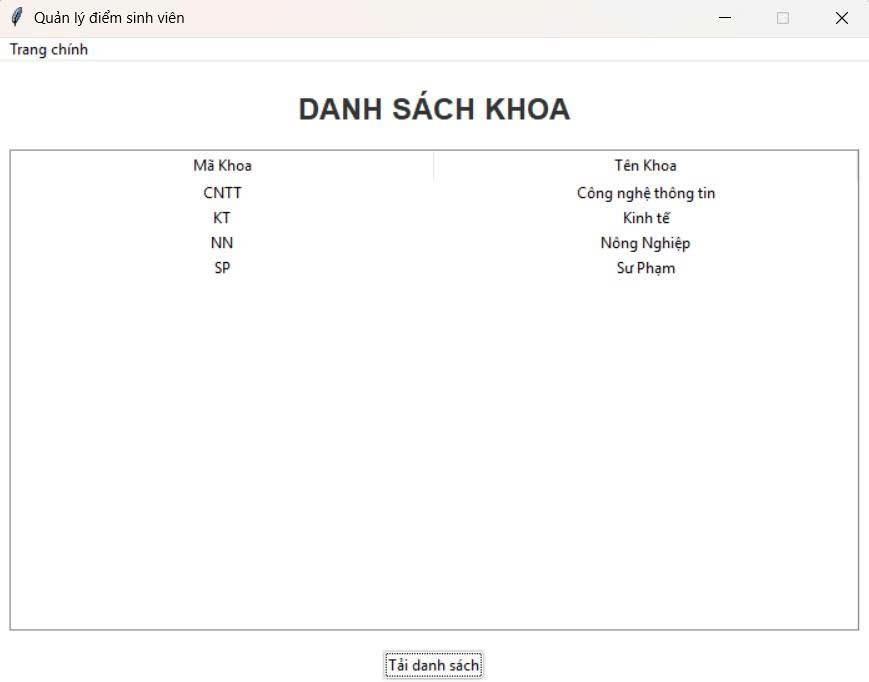 Quản lý điểm sinh viên
Trang chính
DANH SÁCH KHOA
Mã Khoa Tên Khoa
CNTT Công nghệ thông tin
KT Kinh tế
NN Nông Nghiệp
SP Sư Phạm
Tải danh sách